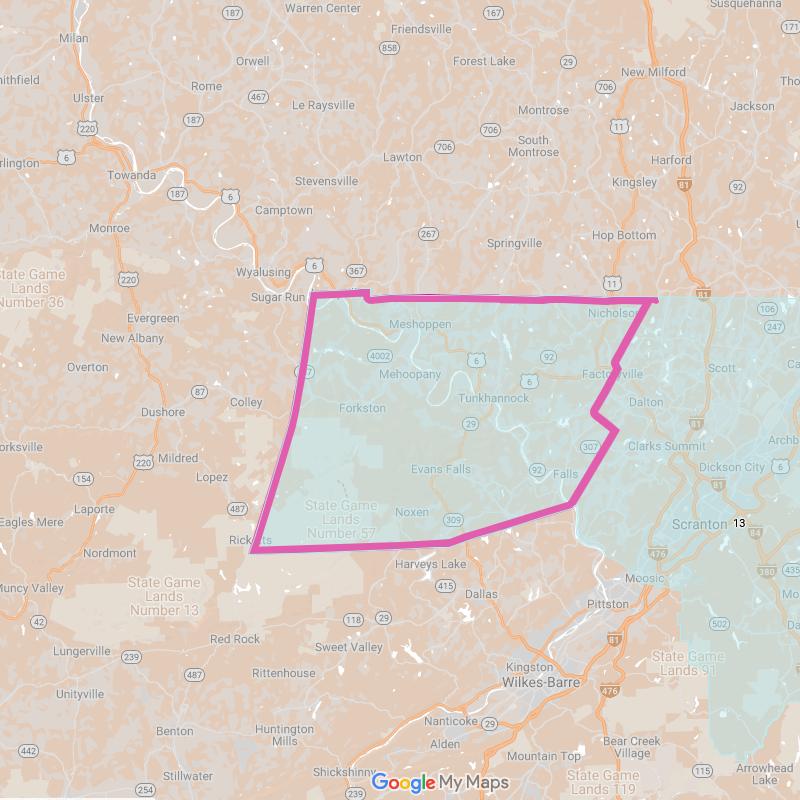 Warren Center
187
167
Susquehanna
Friendsville
171
Milan
858
Orwell
Forest Lake
29
New Milford
Rome
706
Ulster
467
Le Raysville
Montrose
Jackson
187
706
11
220
South
Montrose
6
706
Lawton
Harford
Towanda
Stevensville
Kingsley
81
92
187
6
Camptown
Monroe
267
Springville
Hop Bottom
6
367
Wyalusing
State Game
Lands
Number 36
220
11
Sugar Run
81
Evergreen
Meshoppen
Nicholson
106
247
New Albany
4002
6
92
Overton
Mehoopany
6
Scott
87
Tunkhannock
Dalton
Colley
Forkston
Dushore
29
81
307
Clarks Summit
Mildred
220
Evans Falls
92
Falls
Dickson City
6
154
Lopez
State Game
Lands
Number 57
Laporte
487
Noxen
309
Scranton
13
Eagles Mere
84
Nordmont
476
Harveys Lake
380
435
State Game
Lands
Number 13
415
Moosic
Dallas
Pittston
42
118
29
502
Red Rock
81
Lungerville
239
Sweet Valley
State Game
Lands 91
487
Rittenhouse
Kingston
Wilkes-Barre
476
Unityville
Nanticoke
29
Benton
Huntington
Mills
Alden
Bear Creek
Village
442
Mountain Top
Stillwater
Shickshinny
115
Arrowhead
Lake
254
239
Google My Maps
State Game
Lands 119